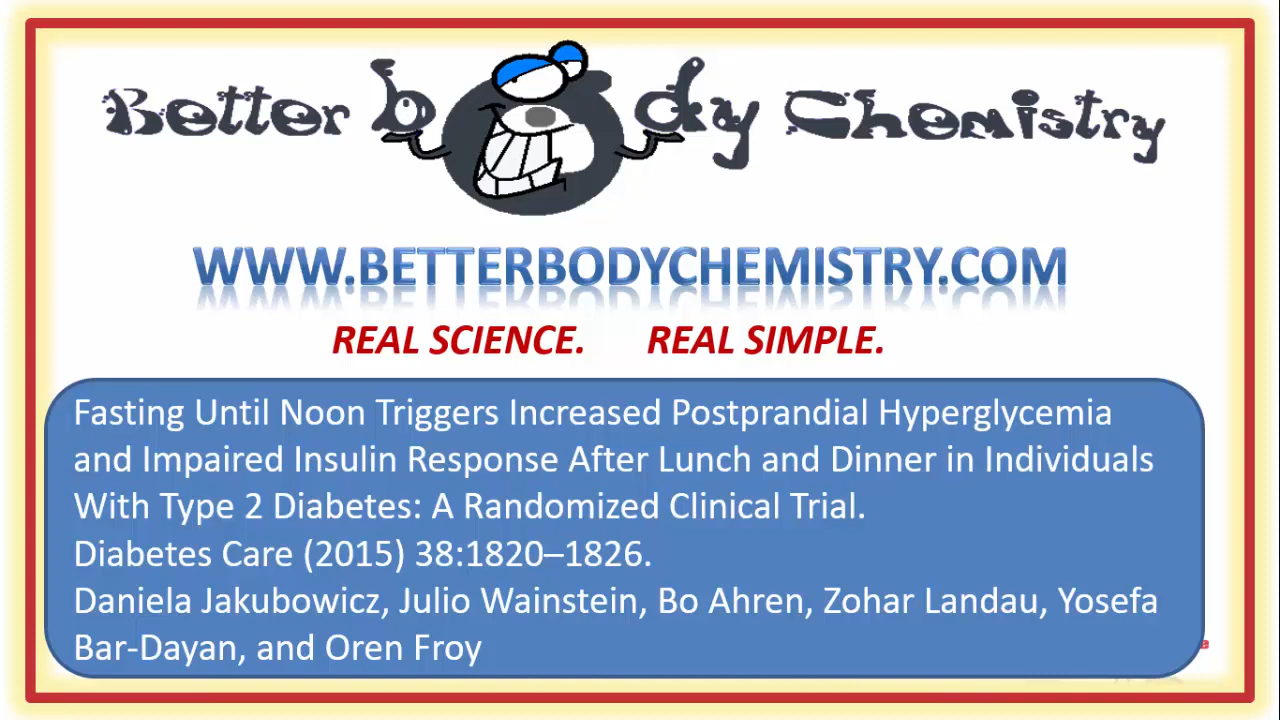 Better body Chemistry
WWW.BETTERBODYCHEMISTRY.COM
REAL SCIENCE. REAL SIMPLE.
Fasting Until Noon Triggers Increased Postprandial Hyperglycemia
and Impaired Insulin Response After Lunch and Dinner in Individuals
With Type 2 Diabetes: A Randomized Clinical Trial.
Diabetes Care (2015) 38:1820–1826.
Daniela Jakubowicz, Julio Wainstein, Bo Ahren, Zohar Landau, Yosefa
Bar-Dayan, and Oren Froy